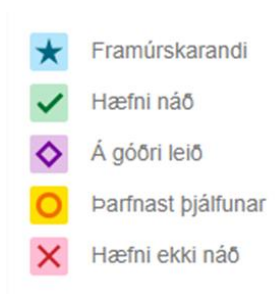 Framúrskarandi
Hæfni náð
Á góðri leið
Þarfnast þjálfunar
Hæfni ekki náð